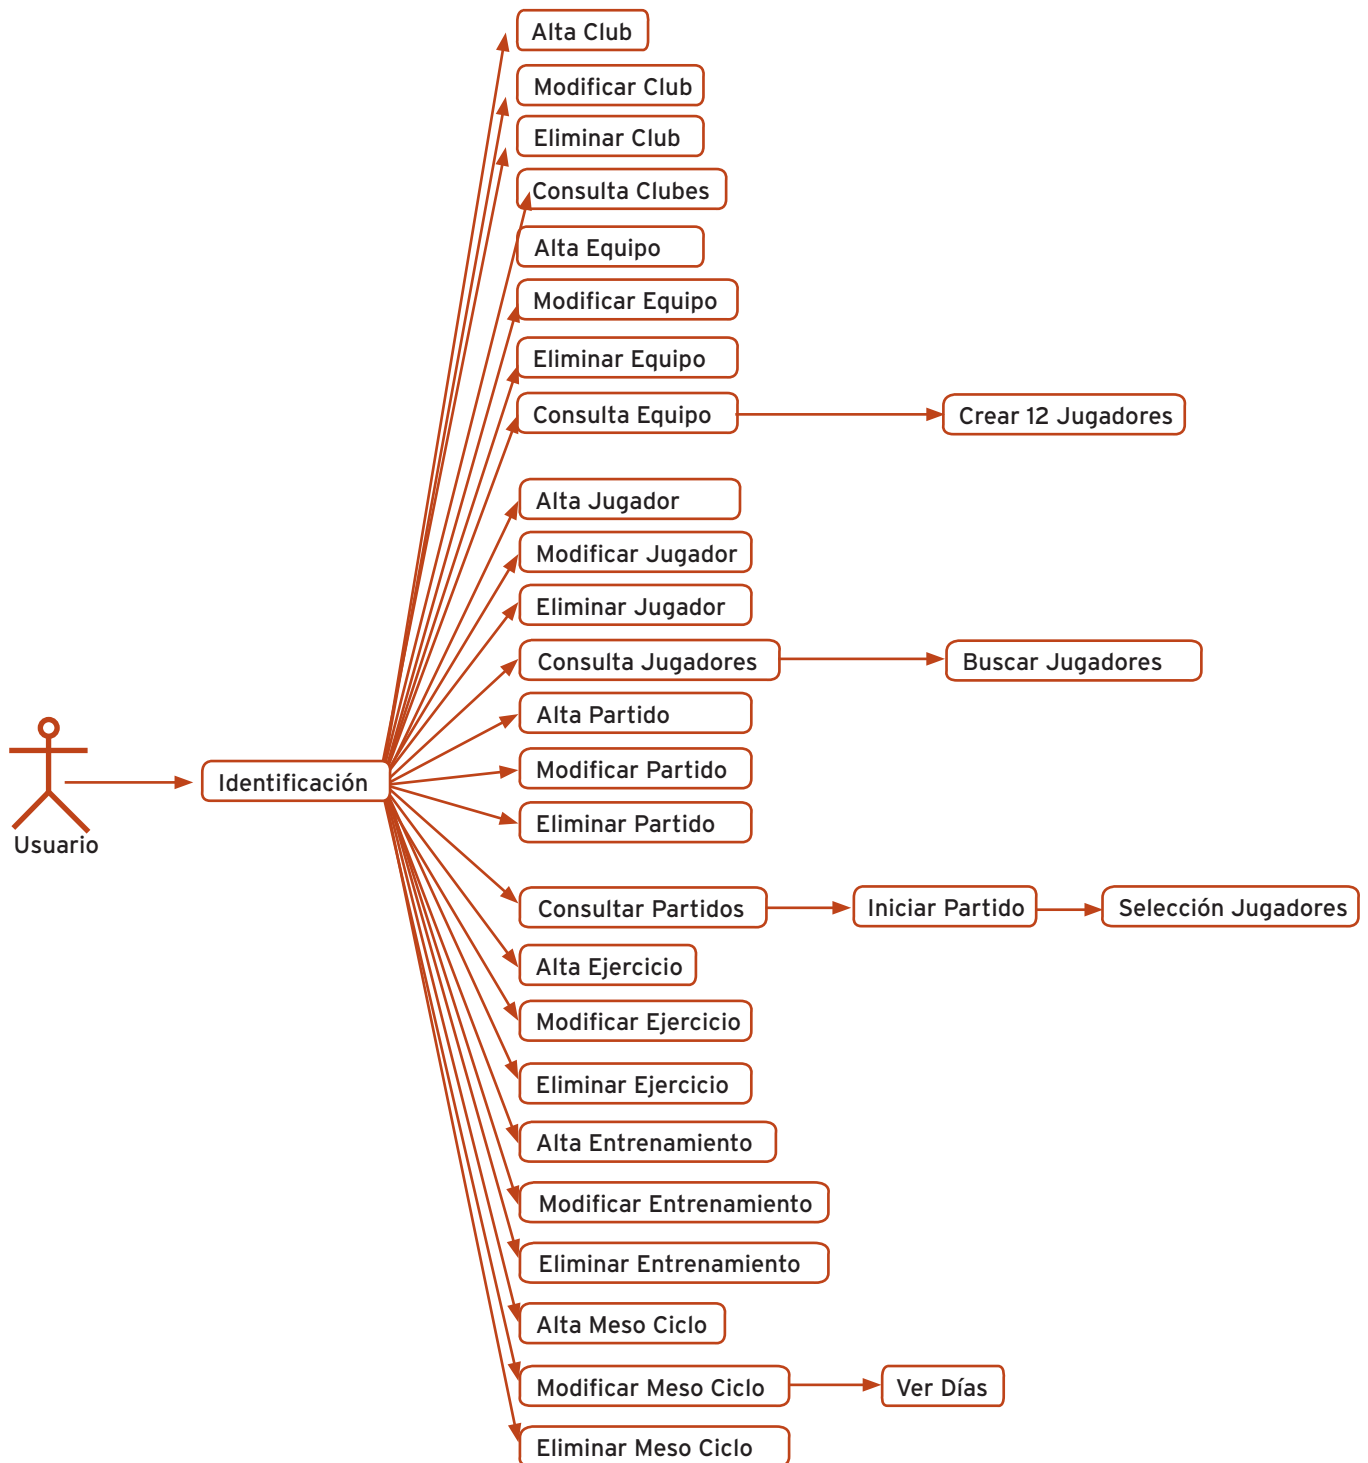 Alta Club
Modificar Club
Eliminar Club
Consulta Clubes
Alta Equipo
Modificar Equipo
Eliminar Equipo
Consulta Equipo
Crear 12 Jugadores
Alta Jugador
Modificar Jugador
Eliminar Jugador
Consulta Jugadores
Buscar Jugadores
Alta Partido
Modificar Partido
Identificación
Eliminar Partido
Usuario
Consultar Partidos
Iniciar Partido
Selección Jugadores
Alta Ejercicio
Modificar Ejercicio
Eliminar Ejercicio
Alta Entrenamiento
Modificar Entrenamiento
Eliminar Entrenamiento
Alta Meso Ciclo
Modificar Meso Ciclo
Ver Días
Eliminar Meso Ciclo